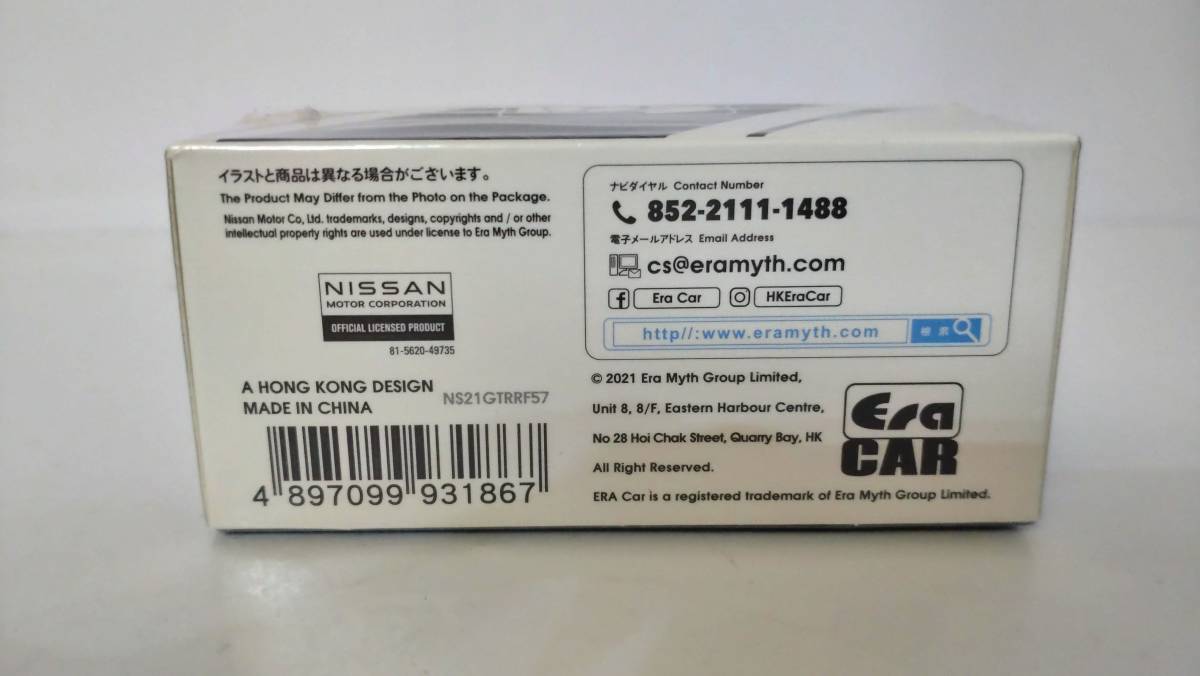 イラストと商品は異なる場合がございます。
The Product May Differ from the Photo on the Package.
Nissan Motor Co, Ltd. trademarks, designs, copyrights and / or other
intellectual property rights are used under license to Era Myth Group.
NISSAN
MOTOR CORPORATION
OFFICIAL LICENSED PRODUCT
81-5620-49735
A HONG KONG DESIGN
MADE IN CHINA
NS21GTRRF57
4 897099 931867
ナビダイヤル Contact Number
852-2111-1488
電子メールアドレス Email Address
cs@eramyth.com
Era Car HKEraCar
http//:www.eramyth.com 検索
© 2021 Era Myth Group Limited,
Unit 8, 8/F, Eastern Harbour Centre,
No 28 Hoi Chak Street, Quarry Bay, HK
All Right Reserved.
ERA Car is a registered trademark of Era Myth Group Limited.
Era
CAR